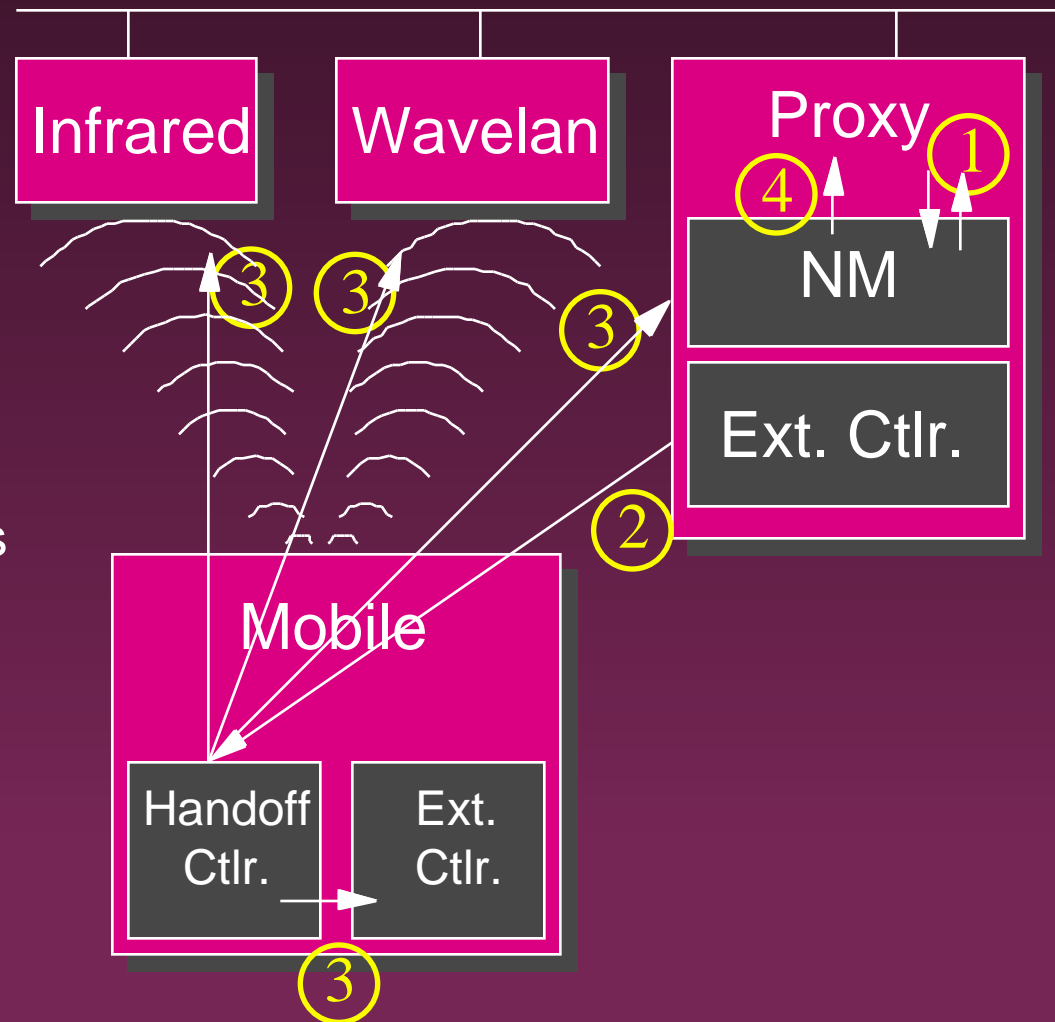 Infrared
Wavelan
Proxy
1
4
3
3
3
NM
Ext. Ctlr.
2
s
Mobile
Handoff
Ctlr.
Ext.
Ctlr.
3